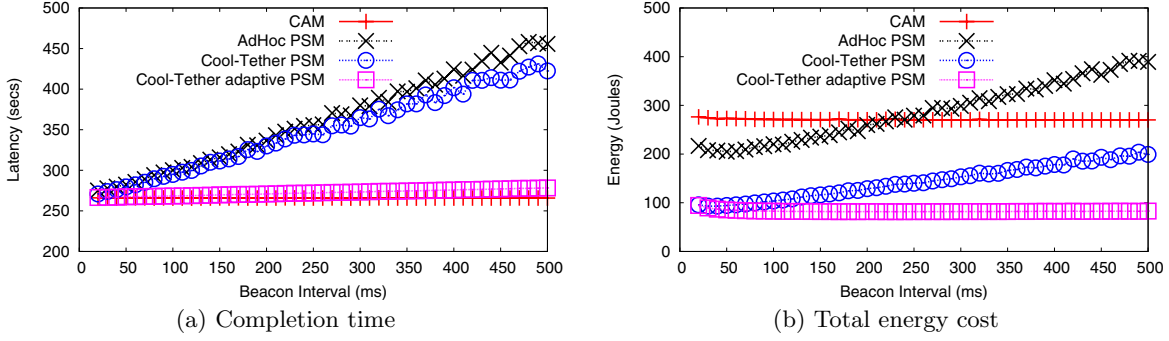 500
450
400
350
300
250
200
Latency (secs)
CAM
AdHoc PSM
Cool-Tether PSM
Cool-Tether adaptive PSM
0 50 100 150 200 250 300 350 400 450 500
Beacon Interval (ms)
(a) Completion time
500
400
300
200
100
0
Energy (Joules)
CAM
AdHoc PSM
Cool-Tether PSM
Cool-Tether adaptive PSM
0 50 100 150 200 250 300 350 400 450 500
Beacon Interval (ms)
(b) Total energy cost